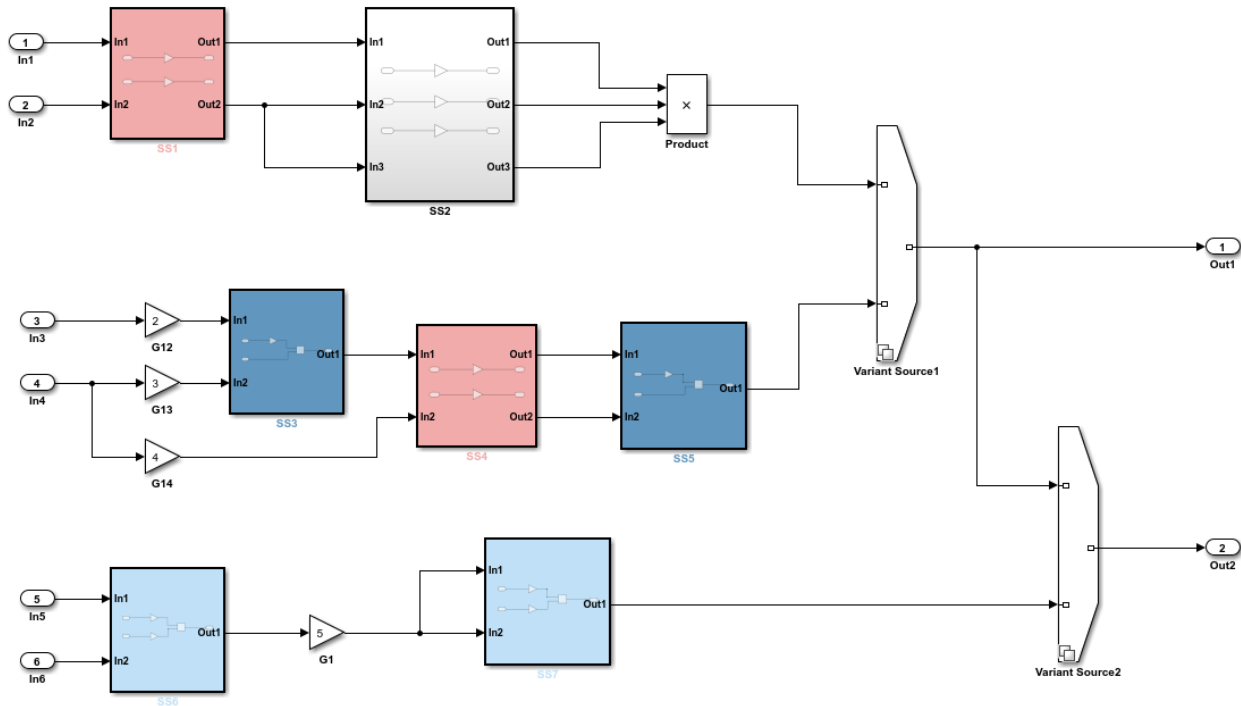 1
In1
2
In2
In1
In2
Out1
Out2
SS1
In1
In2
In3
Out1
Out2
Out3
SS2
×
Product
Variant Source1
1
Out1
3
In3
4
In4
2
G12
3
G13
4
G14
In1
In2
Out1
SS3
In1
In2
Out1
Out2
SS4
In1
In2
Out1
SS5
Variant Source2
2
Out2
5
In5
6
In6
In1
In2
Out1
SS6
5
G1
In1
In2
Out1
SS7